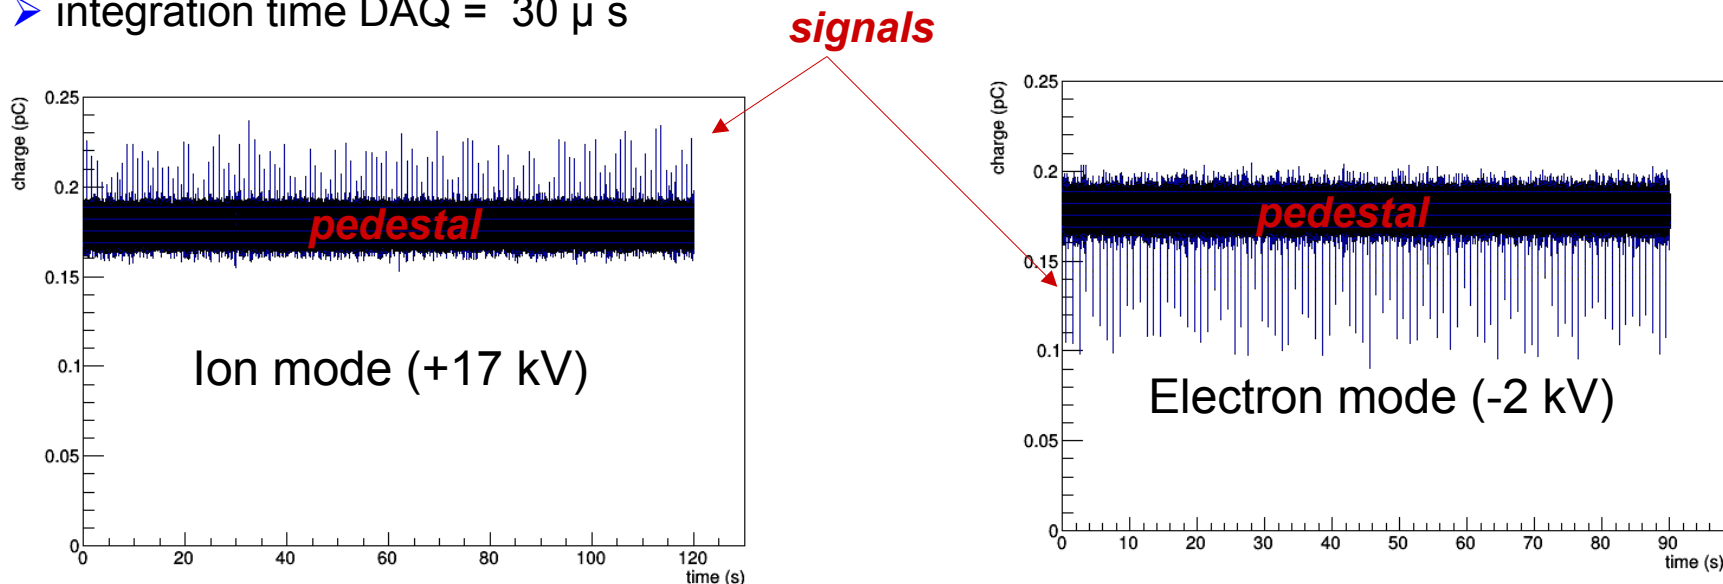 ➢ integration time DAQ = 30 μ s
signals
charge (pC)
0.25
0.2
0.15
0.1
0.05
0
pedestal
Ion mode (+17 kV)
0 20 40 60 80 100 120
time (s)
charge (pC)
0.25
0.2
0.15
0.1
0.05
0
pedestal
Electron mode (-2 kV)
0 10 20 30 40 50 60 70 80 90
time (s)